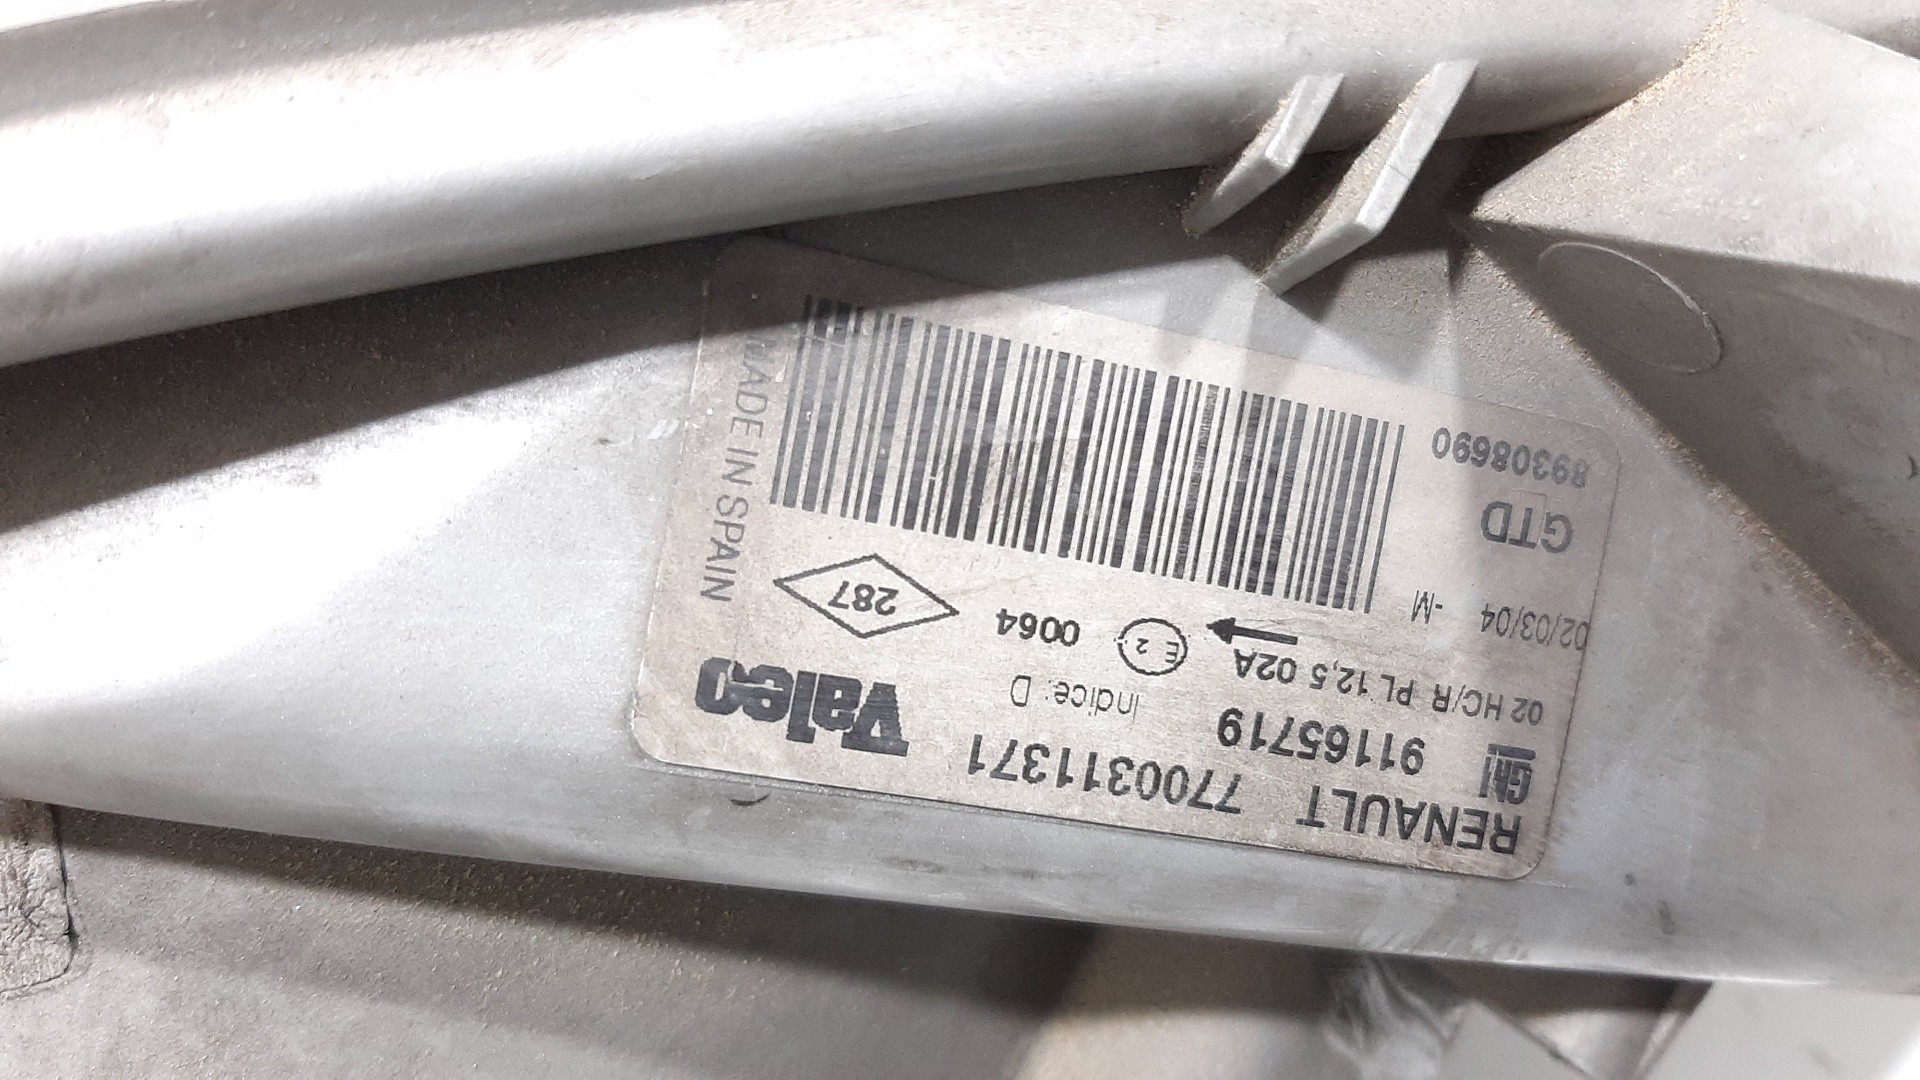 RENAULT 7700311371
GM 91165719 Indice: D Valeo
02 HC/R PL 12,5 02A E 2 0064 287
02/03/04 -M
GTD
89308690
MADE IN SPAIN